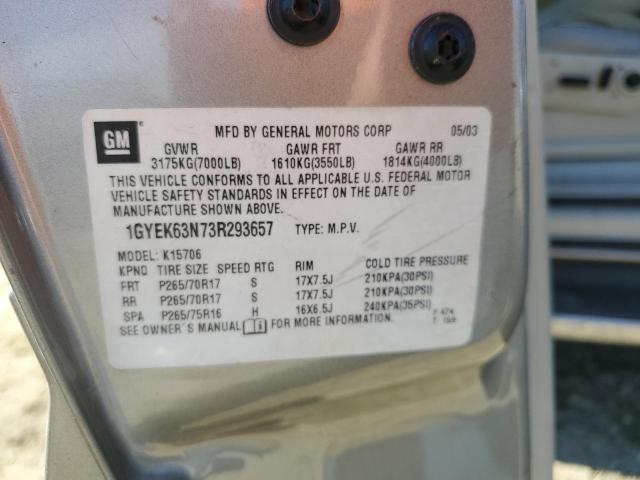 GM ®
MFD BY GENERAL MOTORS CORP 05/03
GVWR GAWR FRT GAWR RR
3175KG(7000LB) 1610KG(3550LB) 1814KG(4000LB)
THIS VEHICLE CONFORMS TO ALL APPLICABLE U.S. FEDERAL MOTOR
VEHICLE SAFETY STANDARDS IN EFFECT ON THE DATE OF
MANUFACTURE SHOWN ABOVE.
1GYEK63N73R293657 TYPE: M.P.V.
MODEL: K15706
KPNO TIRE SIZE SPEED RTG RIM COLD TIRE PRESSURE
FRT P265/70R17 S 17X7.5J 210KPA(30PSI)
RR P265/70R17 S 17X7.5J 210KPA(30PSI)
SPA P265/75R16 H 16X6.5J 240KPA(35PSI)
SEE OWNER'S MANUAL i FOR MORE INFORMATION.